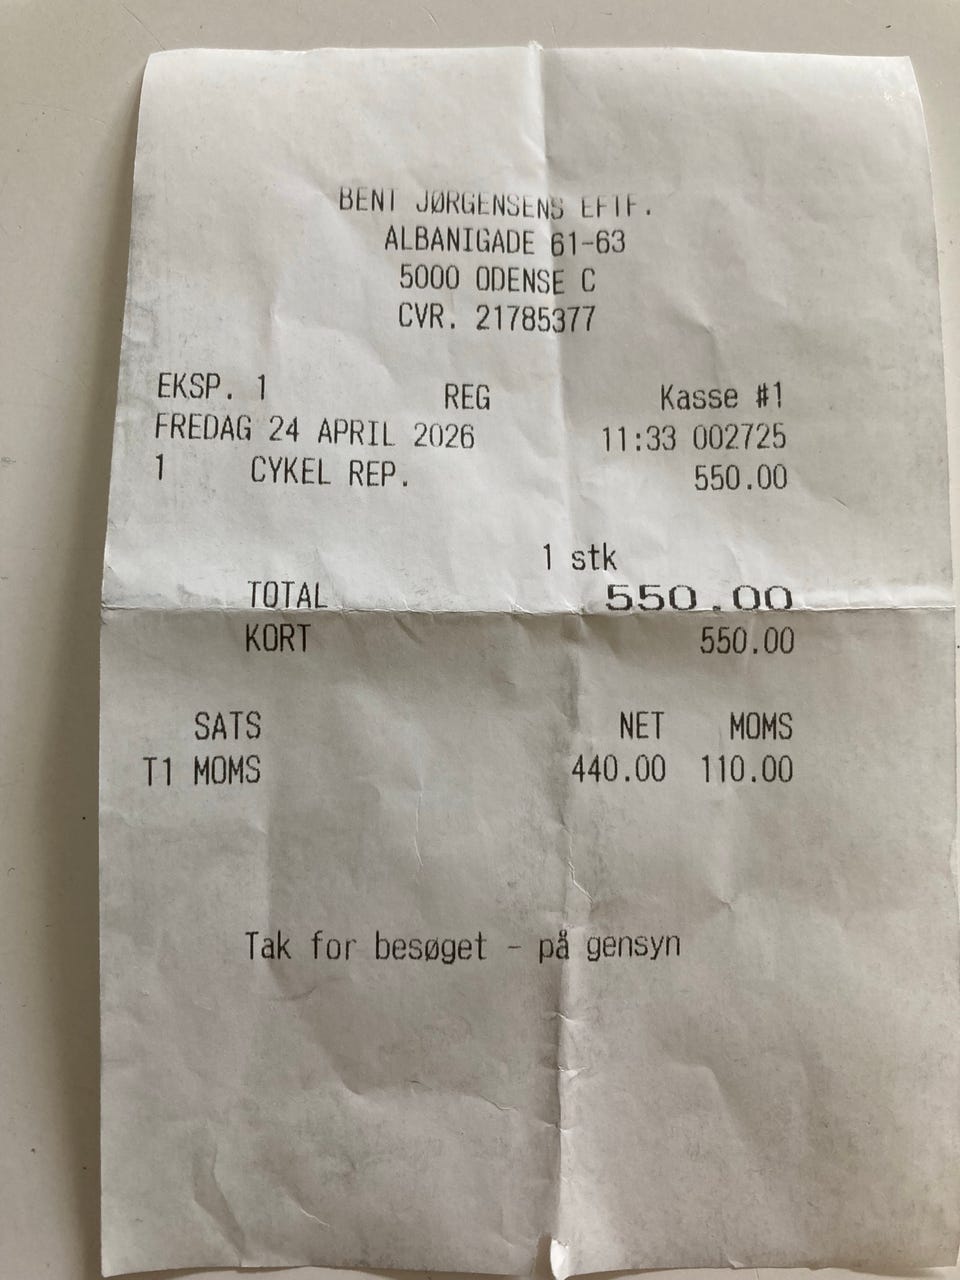 BENT JØRGENSENS EFTF.
ALBANIGADE 61-63
5000 ODENSE C
CVR. 21785377
EKSP. 1 REG Kasse #1
FREDAG 24 APRIL 2026 11:33 002725
1 CYKEL REP. 550.00
1 stk
TOTAL 550.00
KORT 550.00
SATS NET MOMS
T1 MOMS 440.00 110.00
Tak for besøget - på gensyn